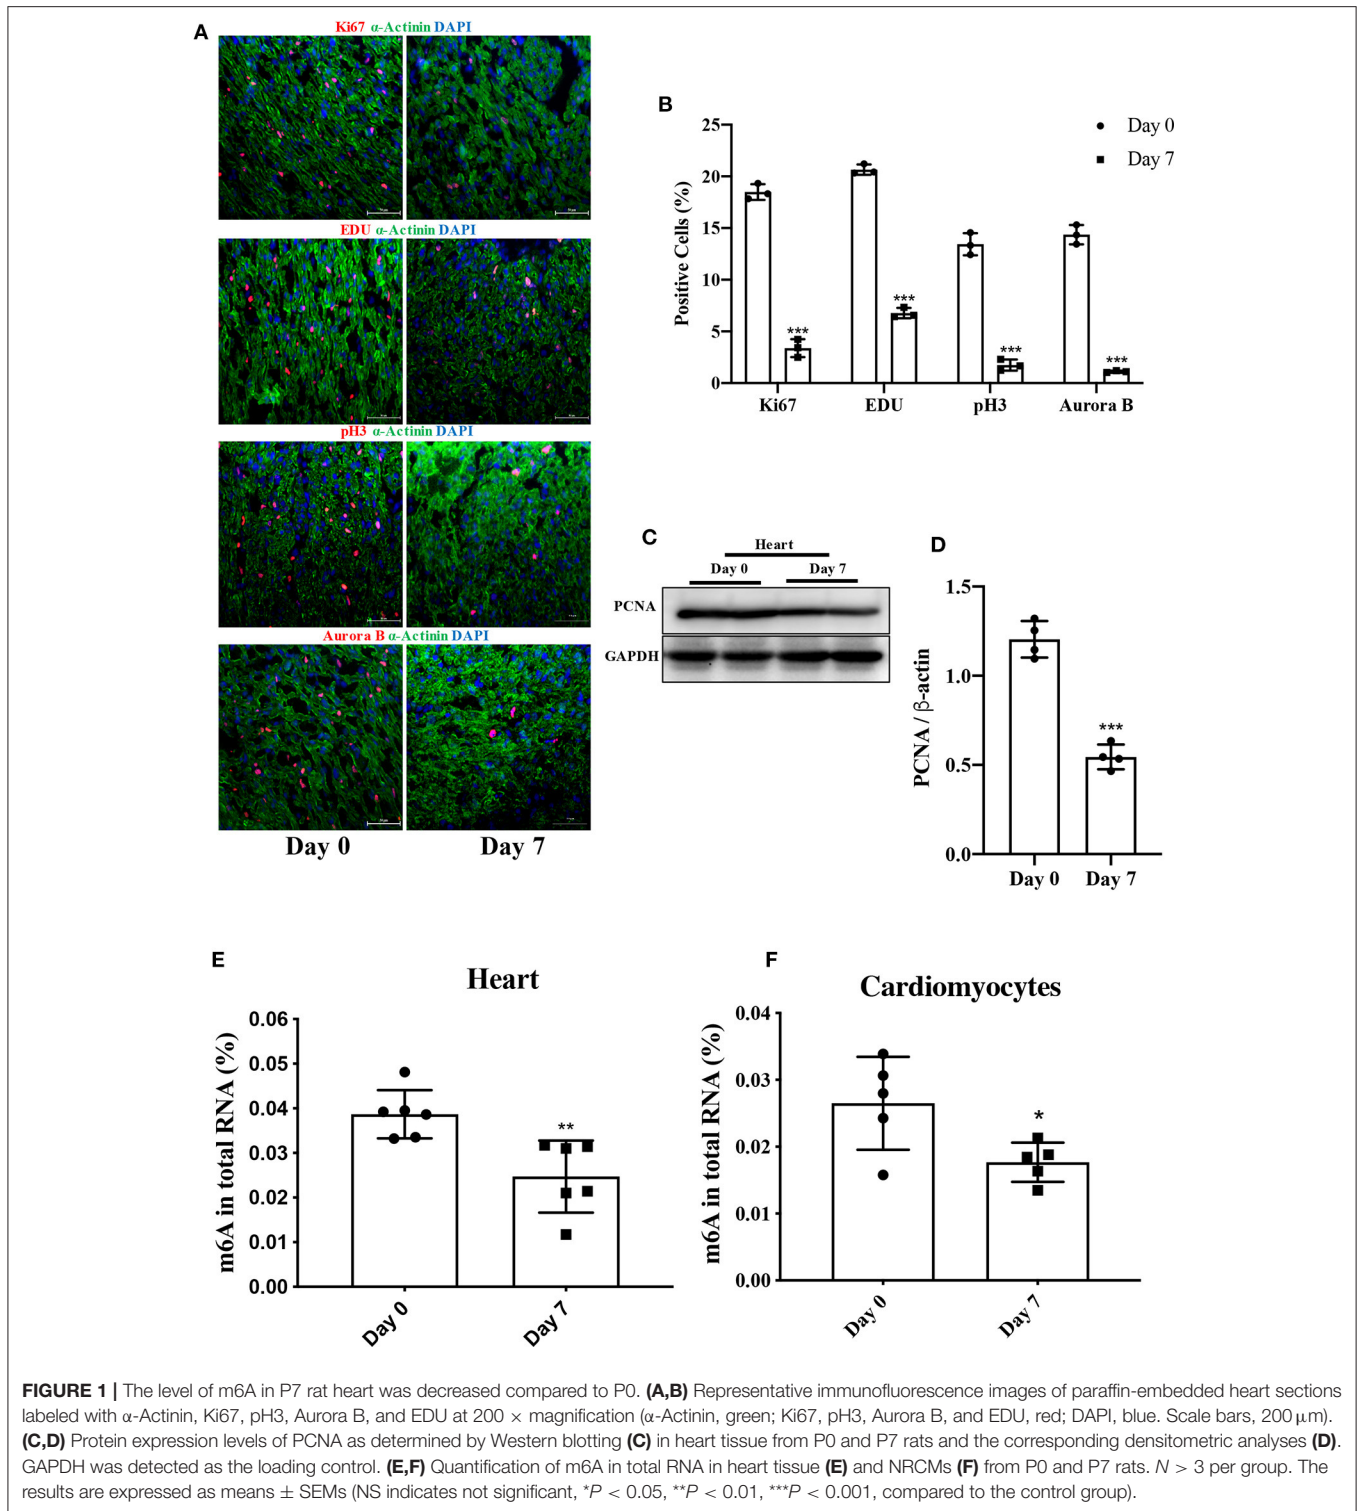 A
Ki67 α-Actinin DAPI
EDU α-Actinin DAPI
pH3 α-Actinin DAPI
Aurora B α-Actinin DAPI
Day 0 Day 7
B
Positive Cells (%)
25
20
15
10
5
0
*** *** *** ***
Ki67 EDU pH3 Aurora B
Day 0
Day 7
C
Heart
Day 0 Day 7
PCNA
GAPDH
D
PCNA / β-actin
1.5
1.0
0.5
0.0
***
Day 0 Day 7
E
Heart
m6A in total RNA (%)
0.06
0.05
0.04
0.03
0.02
0.01
0.00
**
Day 0 Day 7
F
Cardiomyocytes
m6A in total RNA (%)
0.04
0.03
0.02
0.01
0.00
*
Day 0 Day 7
FIGURE 1 | The level of m6A in P7 rat heart was decreased compared to P0. (A,B) Representative immunofluorescence images of paraffin-embedded heart sections
labeled with α-Actinin, Ki67, pH3, Aurora B, and EDU at 200 × magnification (α-Actinin, green; Ki67, pH3, Aurora B, and EDU, red; DAPI, blue. Scale bars, 200 μm).
(C,D) Protein expression levels of PCNA as determined by Western blotting (C) in heart tissue from P0 and P7 rats and the corresponding densitometric analyses (D).
GAPDH was detected as the loading control. (E,F) Quantification of m6A in total RNA in heart tissue (E) and NRCMs (F) from P0 and P7 rats. N > 3 per group. The
results are expressed as means ± SEMs (NS indicates not significant, *P < 0.05, **P < 0.01, ***P < 0.001, compared to the control group).